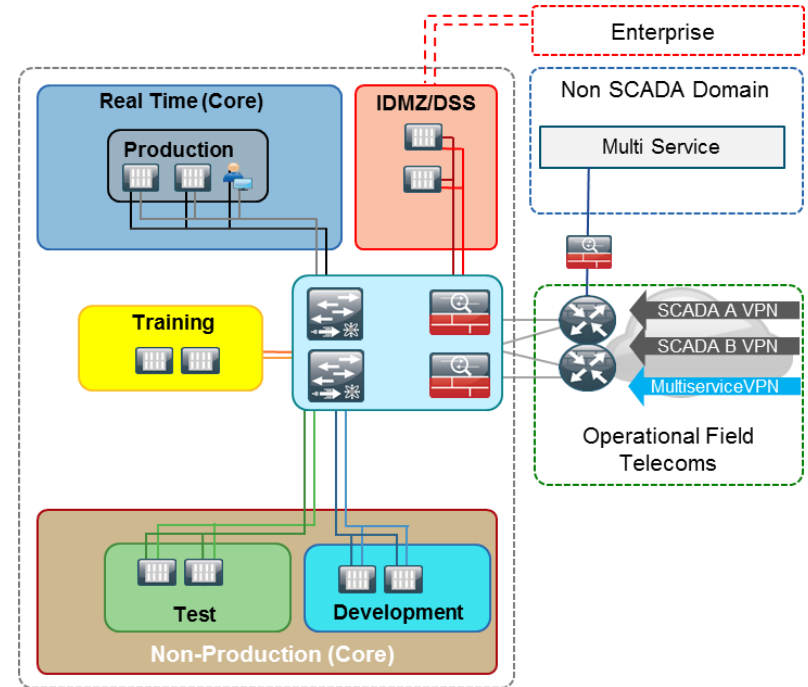 Enterprise
Real Time (Core)
IDMZ/DSS
Non SCADA Domain
Production
Multi Service
Training
SCADA A VPN
SCADA B VPN
MultiserviceVPN
Operational Field
Telecoms
Test
Development
Non-Production (Core)